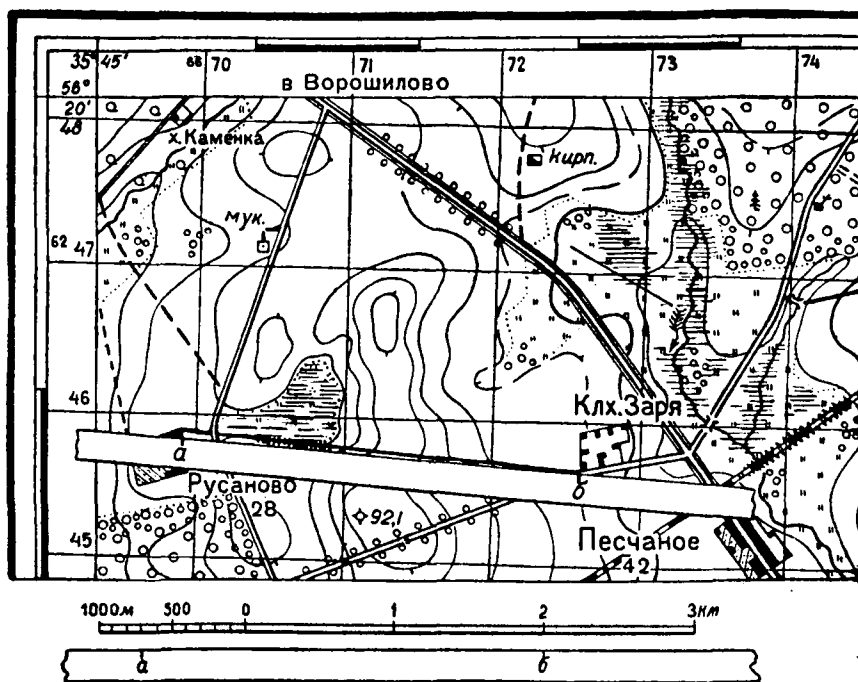 35°45' 68 70 71 72 73 74
в Ворошилово
56°
20'
48
х. Каменка
кирп.
мук.
62 47
46
Клх. Заря
а
б
Русаново
28
92,1
45
Песчаное
42
1000м 500 0 1 2 3км
а б